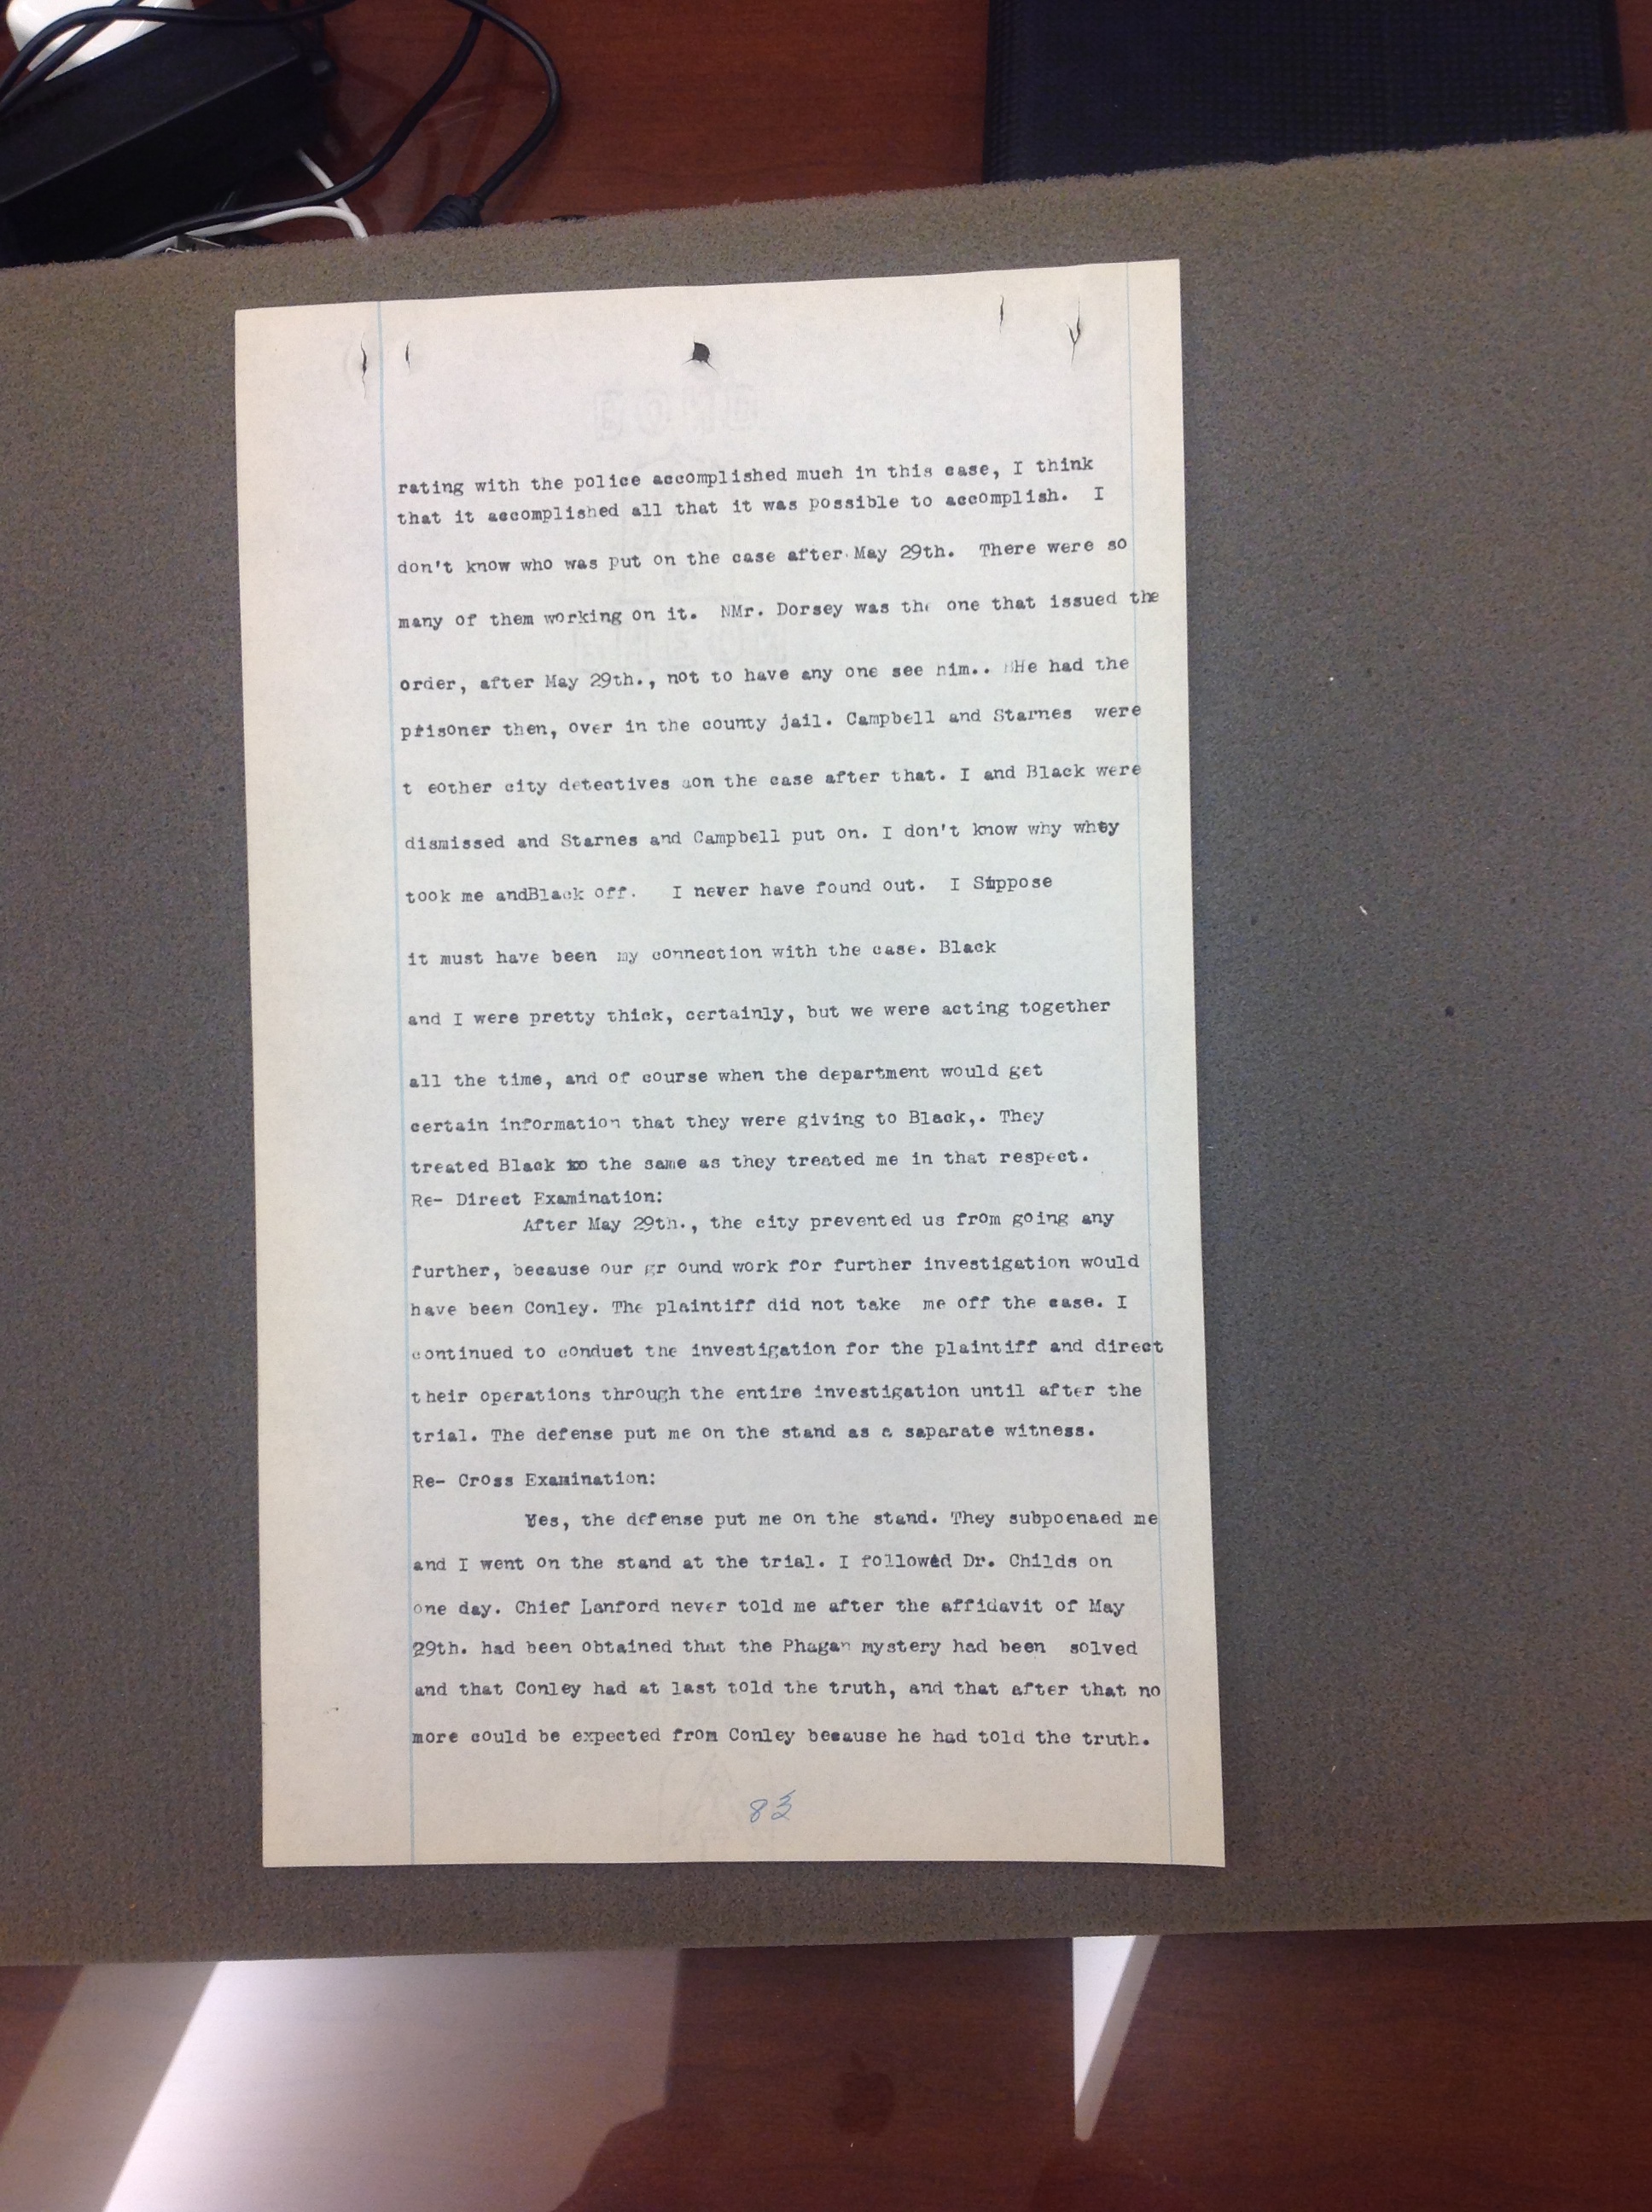 rating with the police accomplished much in this case, I think
that it accomplished all that it was possible to accomplish. I
don't know who was put on the case after May 29th. There were so
many of them working on it. NMr. Dorsey was the one that issued the
order, after May 29th., not to have any one see him.. BHe had the
prisoner then, over in the county jail. Campbell and Starnes were
t eother city detectives aon the case after that. I and Black were
dismissed and Starnes and Campbell put on. I don't know why whey
took me andBlack off. I never have found out. I Suppose
it must have been my connection with the case. Black
and I were pretty thick, certainly, but we were acting together
all the time, and of course when the department would get
certain information that they were giving to Black,. They
treated Black to the same as they treated me in that respect.
Re- Direct Examination:
After May 29th., the city prevented us from going any
further, because our gr ound work for further investigation would
have been Conley. The plaintiff did not take me off the case. I
continued to conduct the investigation for the plaintiff and direct
their operations through the entire investigation until after the
trial. The defense put me on the stand as a saparate witness.
Re- Cross Examination:
Yes, the defense put me on the stand. They subpoenaed me
and I went on the stand at the trial. I followed Dr. Childs on
one day. Chief Lanford never told me after the affidavit of May
29th. had been obtained that the Phagan mystery had been solved
and that Conley had at last told the truth, and that after that no
more could be expected from Conley because he had told the truth.
83